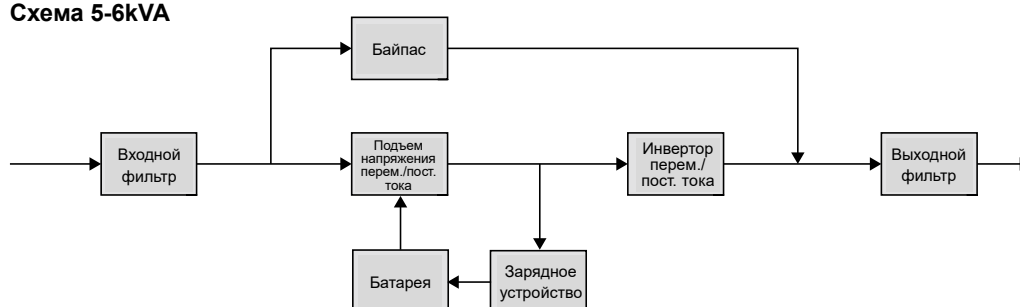 Схема 5-6kVA
Байпас
Входной
фильтр
Подъем
напряжения
перем./пост.
тока
Инвертор
перем./
пост. тока
Выходной
фильтр
Батарея
Зарядное
устройство